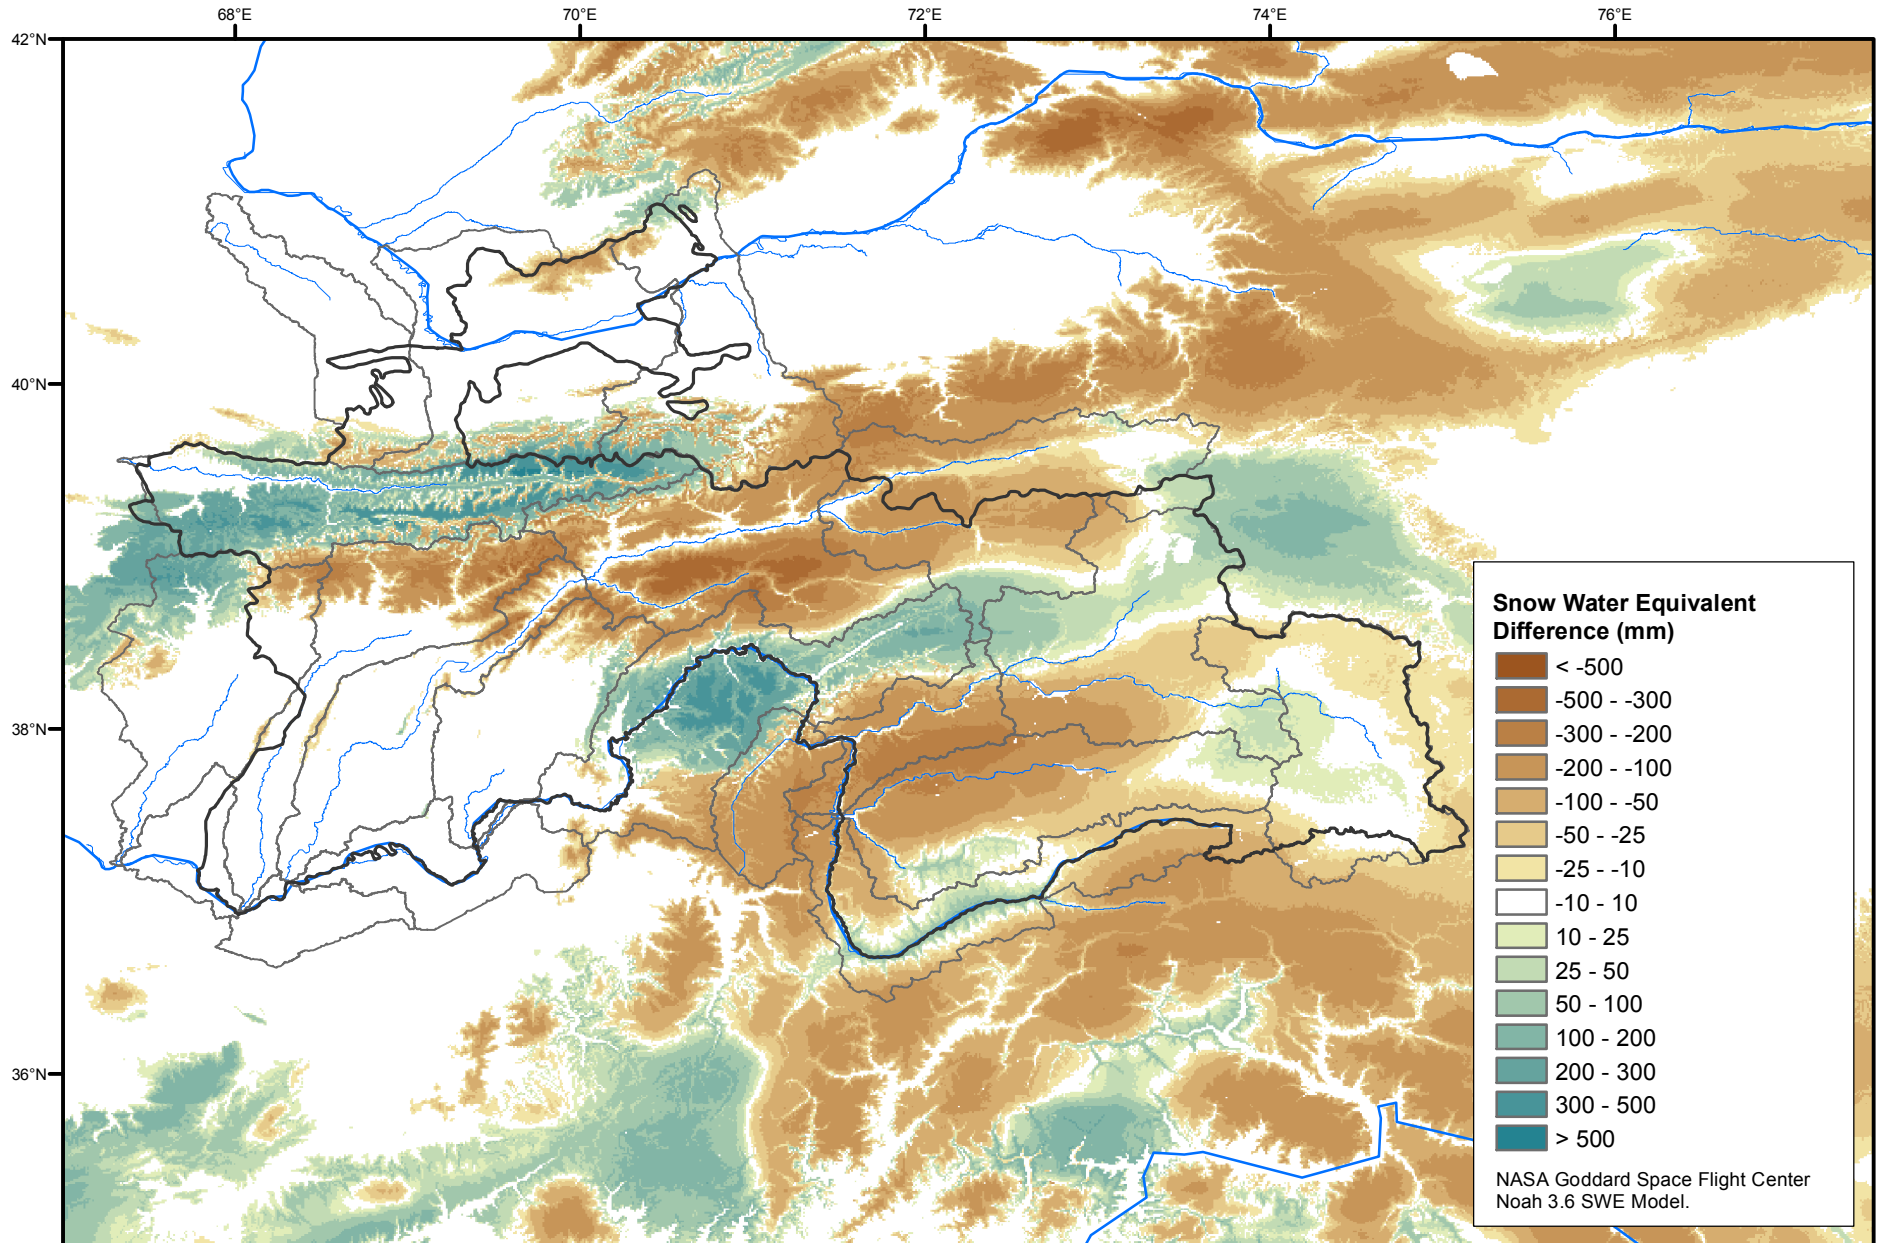 68°E
70°E
72°E
74°E
76°E
42°N
40°N
38°N
36°N
Snow Water Equivalent
Difference (mm)
< -500
-500 - -300
-300 - -200
-200 - -100
-100 - -50
-50 - -25
-25 - -10
-10 - 10
10 - 25
25 - 50
50 - 100
100 - 200
200 - 300
300 - 500
> 500
NASA Goddard Space Flight Center
Noah 3.6 SWE Model.